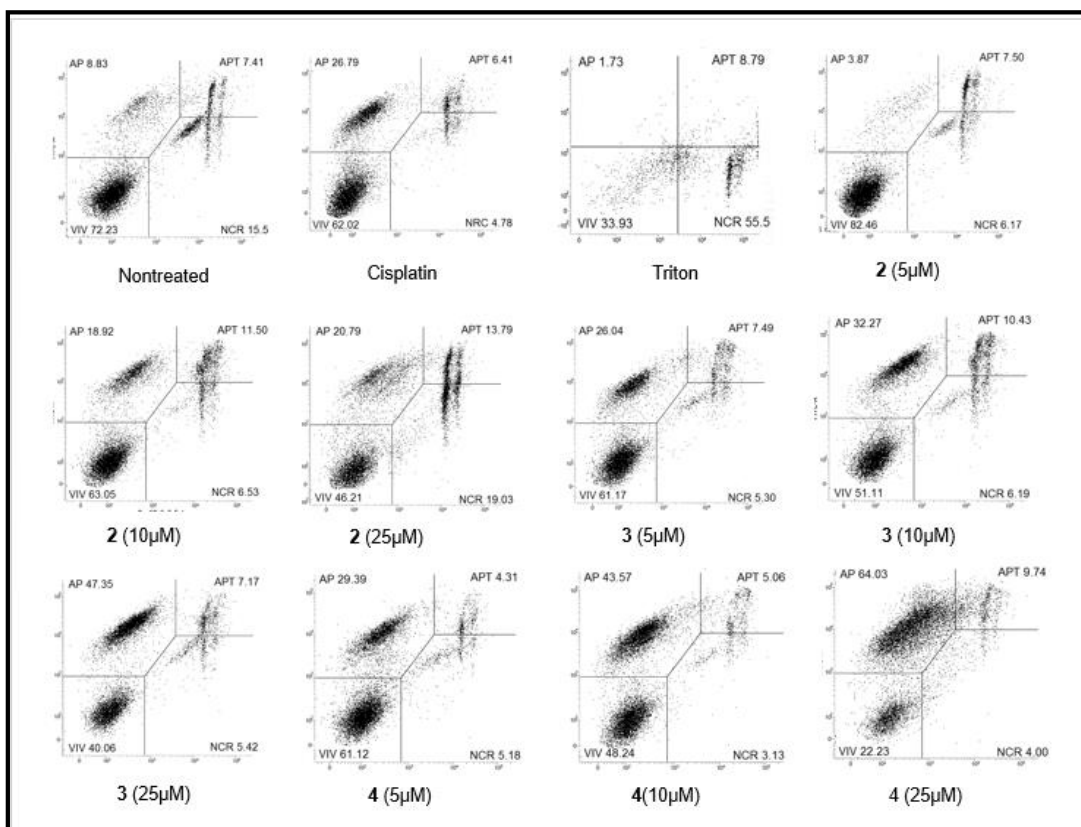 AP 8.83 APT 7.41
VIV 72.23 NCR 15.5
Nontreated
AP 26.79 APT 6.41
VIV 62.02 NRC 4.78
Cisplatin
AP 1.73 APT 8.79
VIV 33.93 NCR 55.5
Triton
AP 3.87 APT 7.50
VIV 82.46 NCR 6.17
2 (5µM)
AP 18.92 APT 11.50
VIV 63.05 NCR 6.53
2 (10µM)
AP 20.79 APT 13.79
VIV 46.21 NCR 19.03
2 (25µM)
AP 26.04 APT 7.49
VIV 61.17 NCR 5.30
3 (5µM)
AP 32.27 APT 10.43
VIV 51.11 NCR 6.19
3 (10µM)
AP 47.35 APT 7.17
VIV 40.06 NCR 5.42
3 (25µM)
AP 29.39 APT 4.31
VIV 61.12 NCR 5.18
4 (5µM)
AP 43.57 APT 5.06
VIV 48.24 NCR 3.13
4(10µM)
AP 64.03 APT 9.74
VIV 22.23 NCR 4.00
4 (25µM)